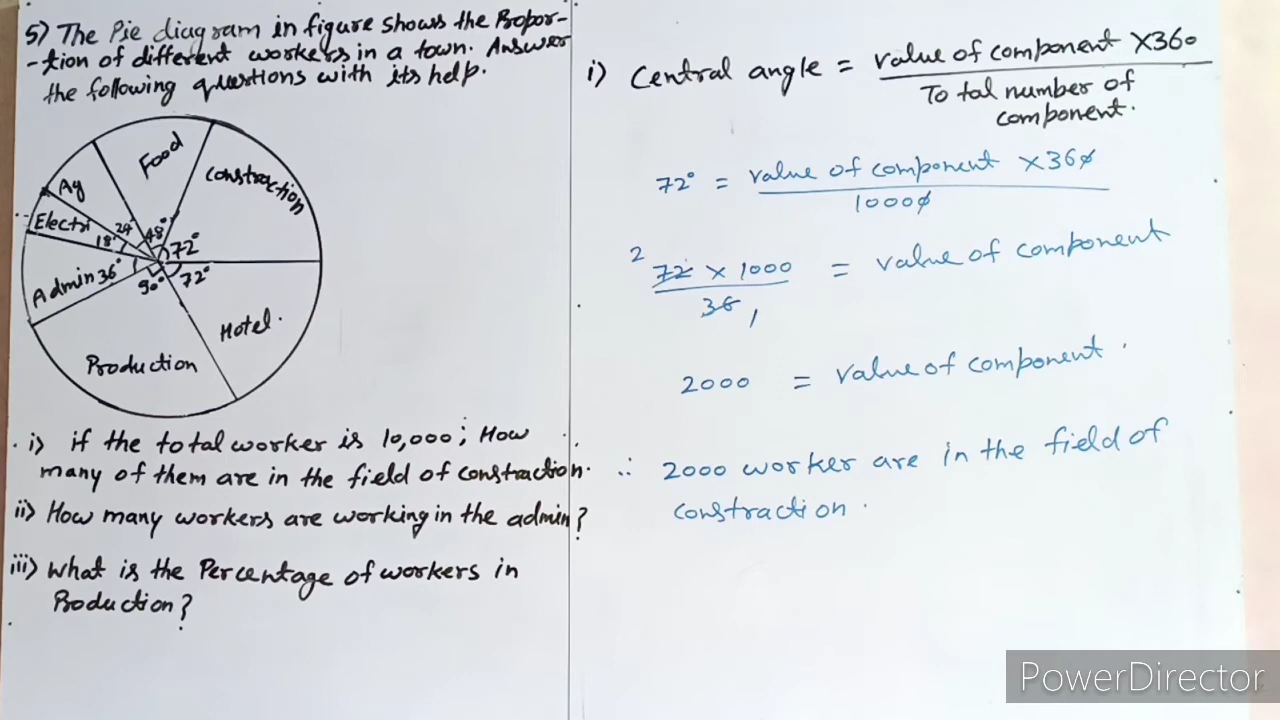 5) The Pie diagram in figure shows the Propor-
-tion of different workers in a town. Answer
the following questions with its help.
Food
Constraction
Ag
Electri
24°
48°
18°
72°
Admin 36°
90°
72°
Hotel.
Production
i) if the total worker is 10,000; How
many of them are in the field of constraction.
ii) How many workers are working in the admin?
iii) What is the Percentage of workers in
Production?
i) Central angle = value of component X360
To tal number of
component.
72° = value of component X360
10000
2
72 x 1000 = value of component
36 1
2000 = value of component.
∴ 2000 worker are in the field of
constraction.
PowerDirector